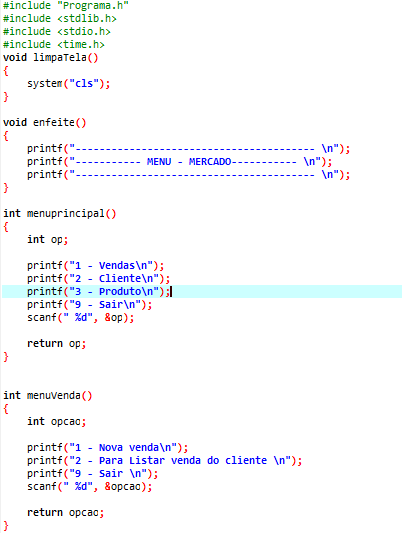 #include "Programa.h"
#include <stdlib.h>
#include <stdio.h>
#include <time.h>
void limpaTela()
{
    system("cls");
}

void enfeite()
{
    printf("---------------------------------------- \n");
    printf("----------- MENU - MERCADO----------- \n");
    printf("---------------------------------------- \n");
}

int menuprincipal()
{
    int op;

    printf("1 - Vendas\n");
    printf("2 - Cliente\n");
    printf("3 - Produto\n");
    printf("9 - Sair\n");
    scanf(" %d", &op);

    return op;
}


int menuVenda()
{
    int opcao;

    printf("1 - Nova venda\n");
    printf("2 - Para Listar venda do cliente \n");
    printf("9 - Sair \n");
    scanf(" %d", &opcao);

    return opcao;
}